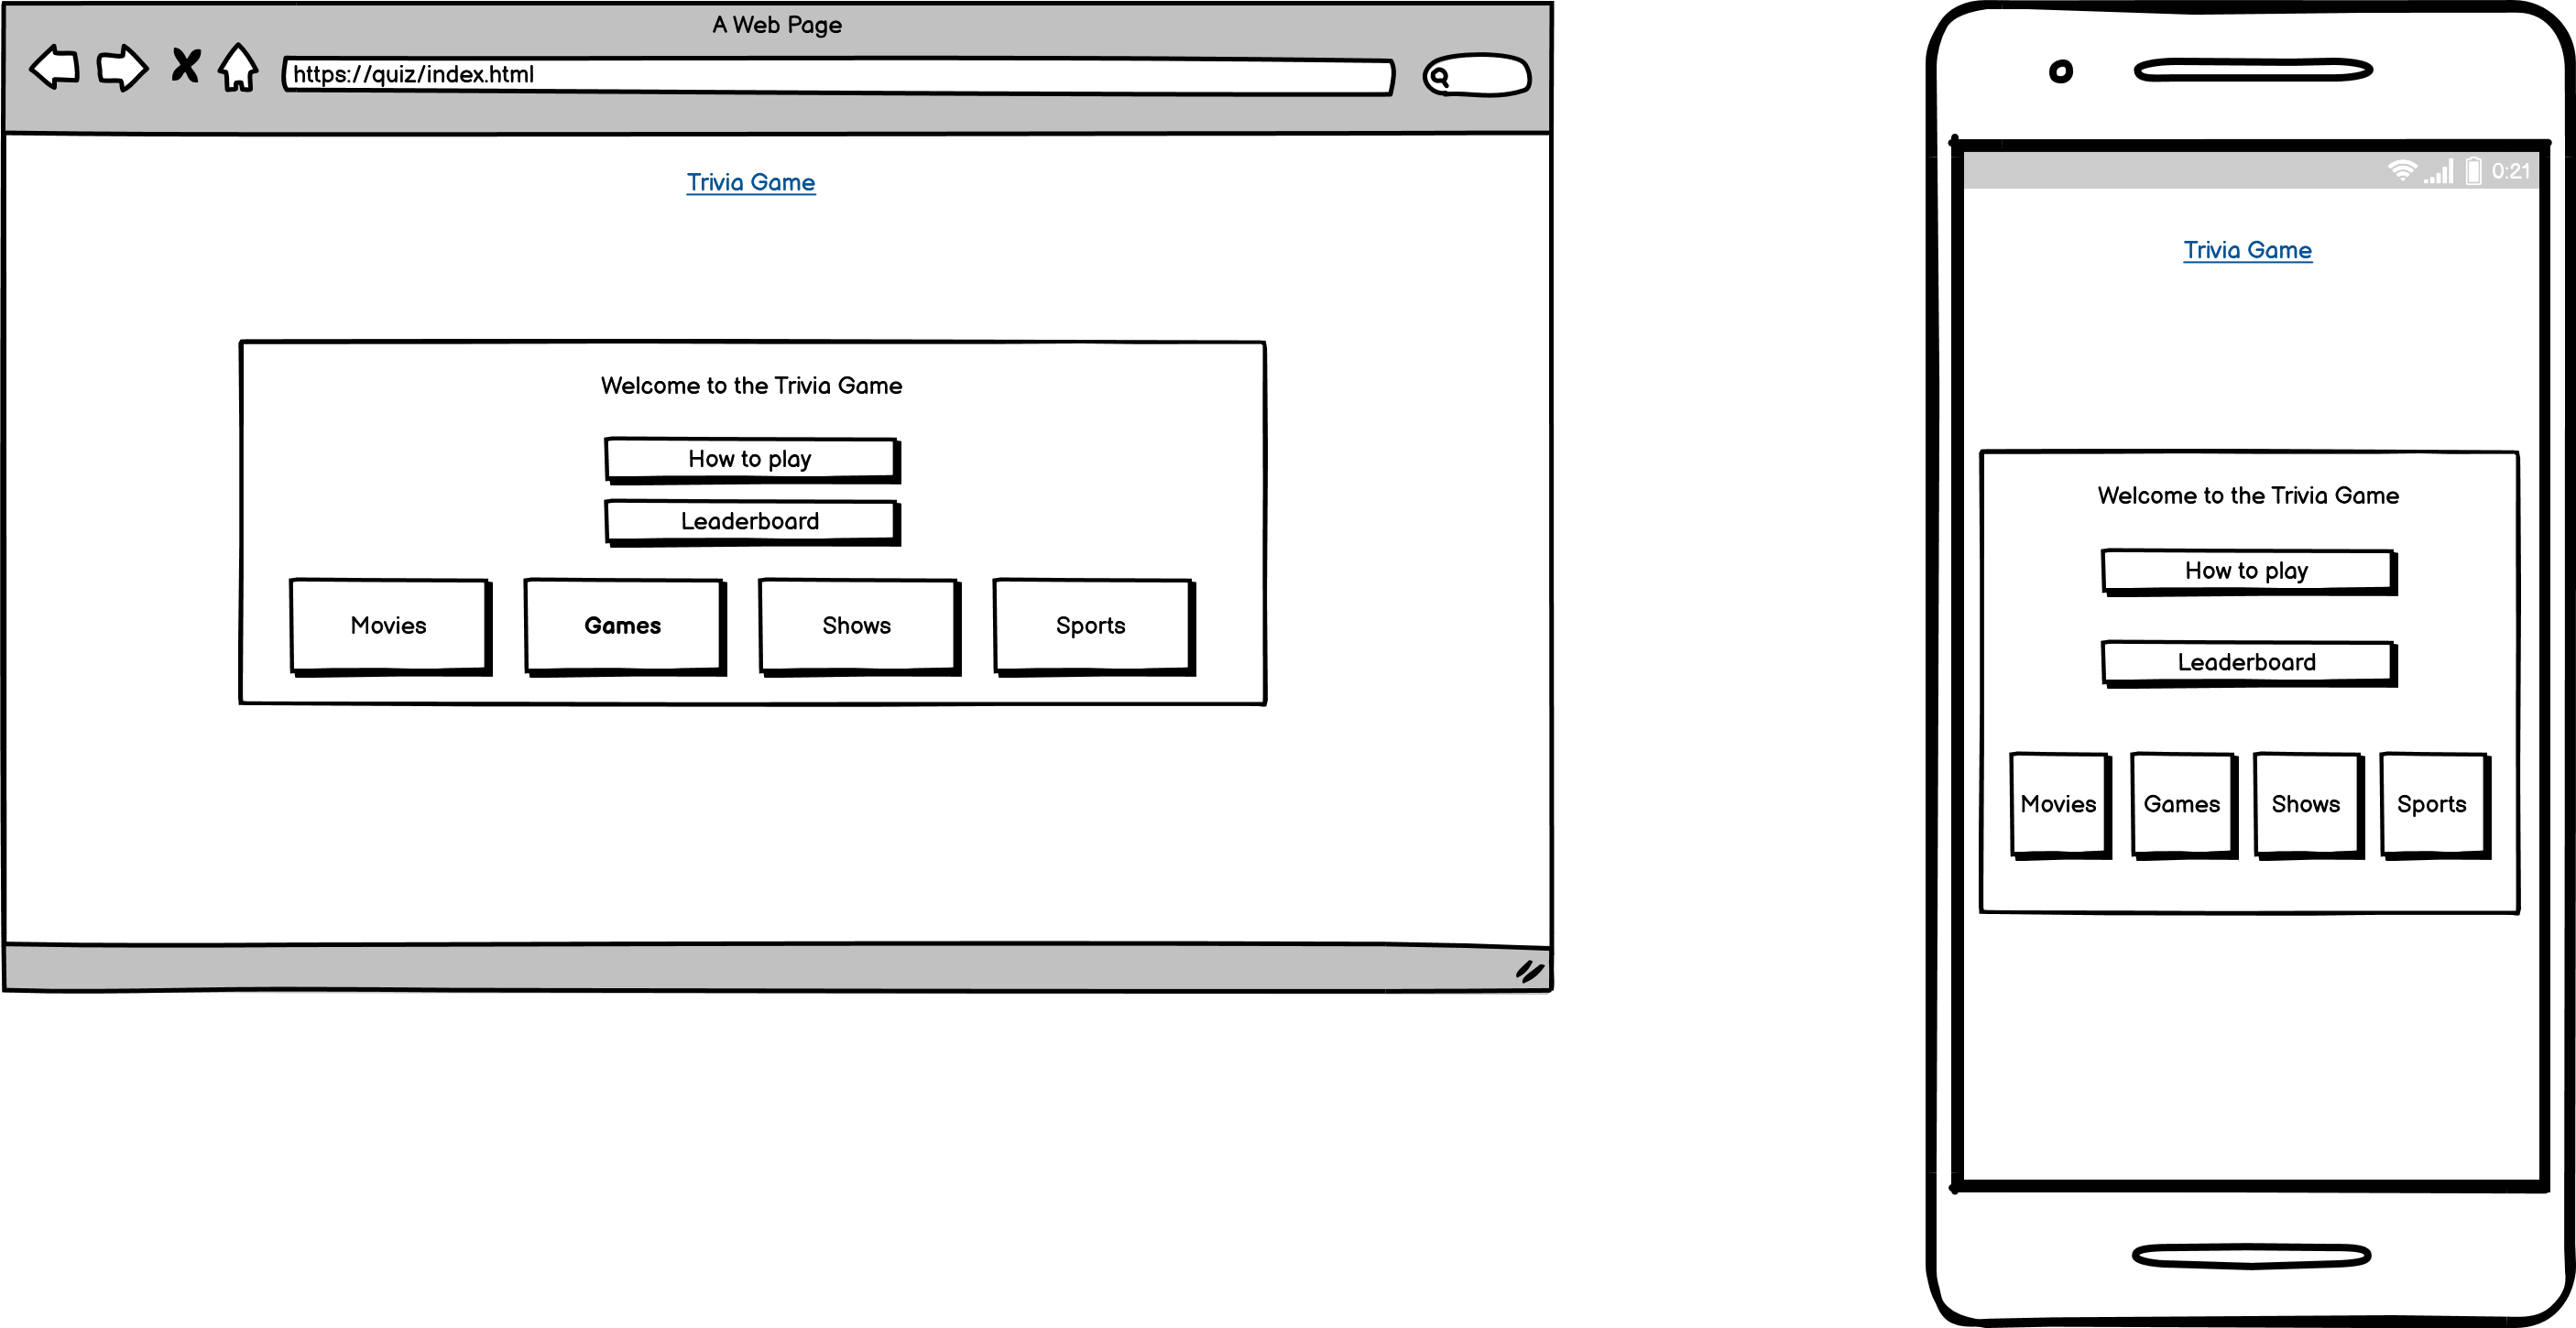 A Web Page
https://quiz/index.html
Trivia Game
Welcome to the Trivia Game
How to play
Leaderboard
Movies
Games
Shows
Sports
0:21
Trivia Game
Welcome to the Trivia Game
How to play
Leaderboard
Movies
Games
Shows
Sports